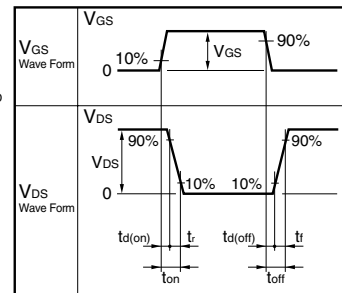 VGS
Wave Form
VGS
10%
VGS
90%
0
VDS
Wave Form
VDS
90%
VDS
10%
10%
90%
0
td(on)
tr
td(off)
tf
ton
toff